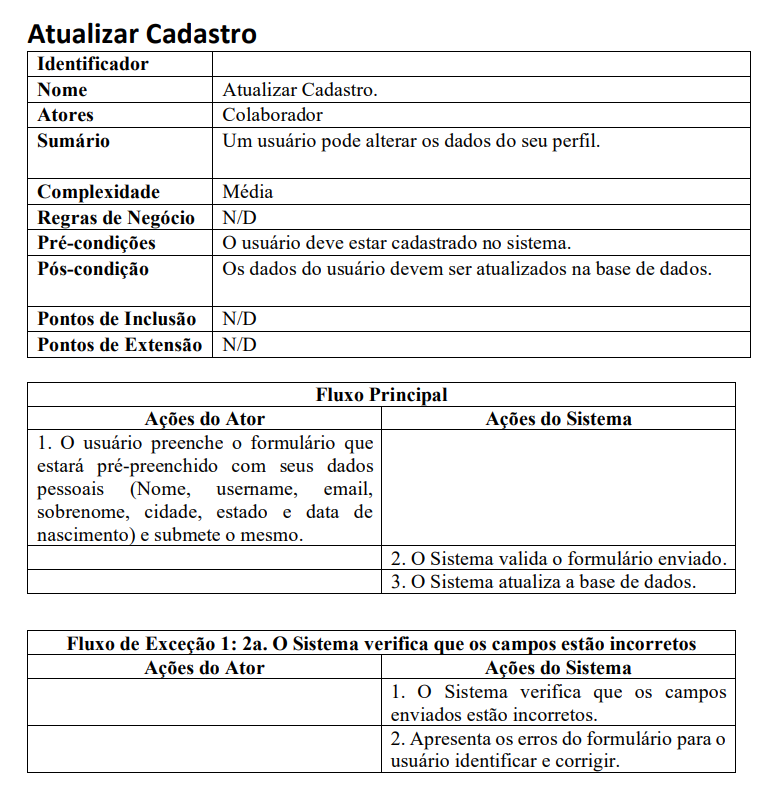 Atualizar Cadastro
Identificador
Nome Atualizar Cadastro.
Atores Colaborador
Sumário Um usuário pode alterar os dados do seu perfil.
Complexidade Média
Regras de Negócio N/D
Pré-condições O usuário deve estar cadastrado no sistema.
Pós-condição Os dados do usuário devem ser atualizados na base de dados.
Pontos de Inclusão N/D
Pontos de Extensão N/D
Fluxo Principal
Ações do Ator Ações do Sistema
1. O usuário preenche o formulário que
estará pré-preenchido com seus dados
pessoais (Nome, username, email,
sobrenome, cidade, estado e data de
nascimento) e submete o mesmo.
2. O Sistema valida o formulário enviado.
3. O Sistema atualiza a base de dados.
Fluxo de Exceção 1: 2a. O Sistema verifica que os campos estão incorretos
Ações do Ator Ações do Sistema
1. O Sistema verifica que os campos
enviados estão incorretos.
2. Apresenta os erros do formulário para o
usuário identificar e corrigir.